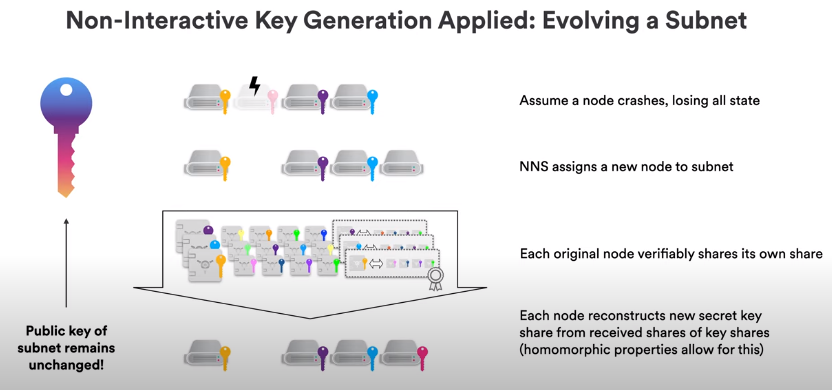 Non-Interactive Key Generation Applied: Evolving a Subnet
Assume a node crashes, losing all state
NNS assigns a new node to subnet
Each original node verifiably shares its own share
Each node reconstructs new secret key
share from received shares of key shares
(homomorphic properties allow for this)
Public key of
subnet remains
unchanged!